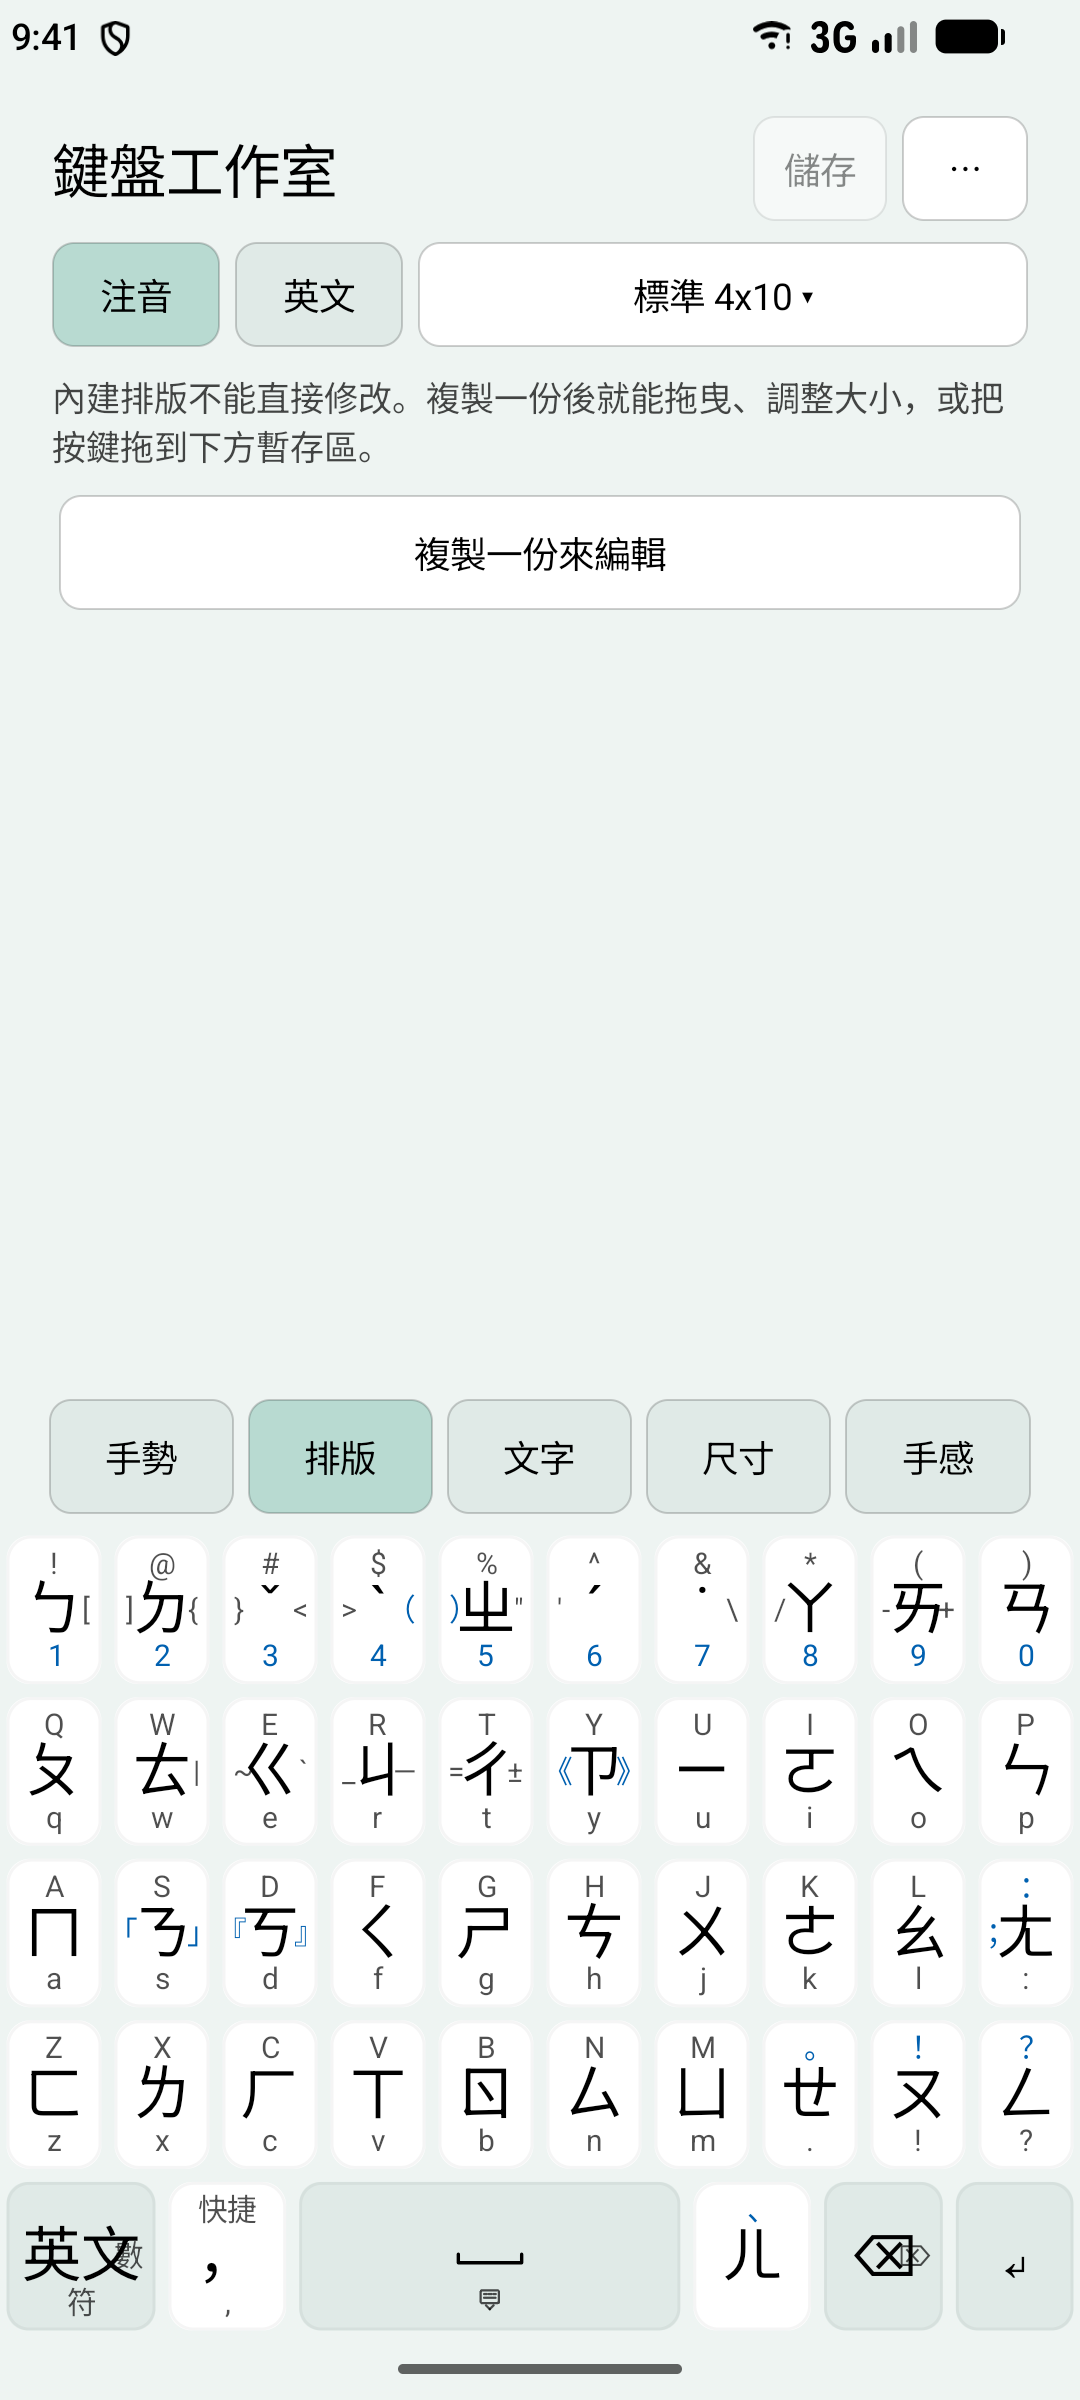 9:41 3G
鍵盤工作室 儲存 ···
注音 英文 標準 4x10 ▾
內建排版不能直接修改。複製一份後就能拖曳、調整大小，或把
按鍵拖到下方暫存區。
複製一份來編輯
手勢 排版 文字 尺寸 手感
! @ # $ % ^ & * ( )
ㄅ [ ] ㄉ { } ˇ < > ˋ ( ) ㄓ " ' ˊ ˙ \ / ㄚ - ㄞ + ㄢ
1 2 3 4 5 6 7 8 9 0
Q W E R T Y U I O P
ㄆ ㄊ | ~ ㄍ ` _ ㄐ — = ㄔ ± 《 ㄗ 》 ㄧ ㄛ ㄟ ㄣ
q w e r t y u i o p
A S D F G H J K L ：
ㄇ 「 ㄋ 」 『 ㄎ 』 ㄑ ㄕ ㄘ ㄨ ㄜ ㄠ ； ㄤ
a s d f g h j k l :
Z X C V B N M 。 ！ ？
ㄈ ㄌ ㄏ ㄒ ㄖ ㄙ ㄩ ㄝ ㄡ ㄥ
z x c v b n m . ! ?
快捷 、
英文 數 ， ㄦ
符 ,